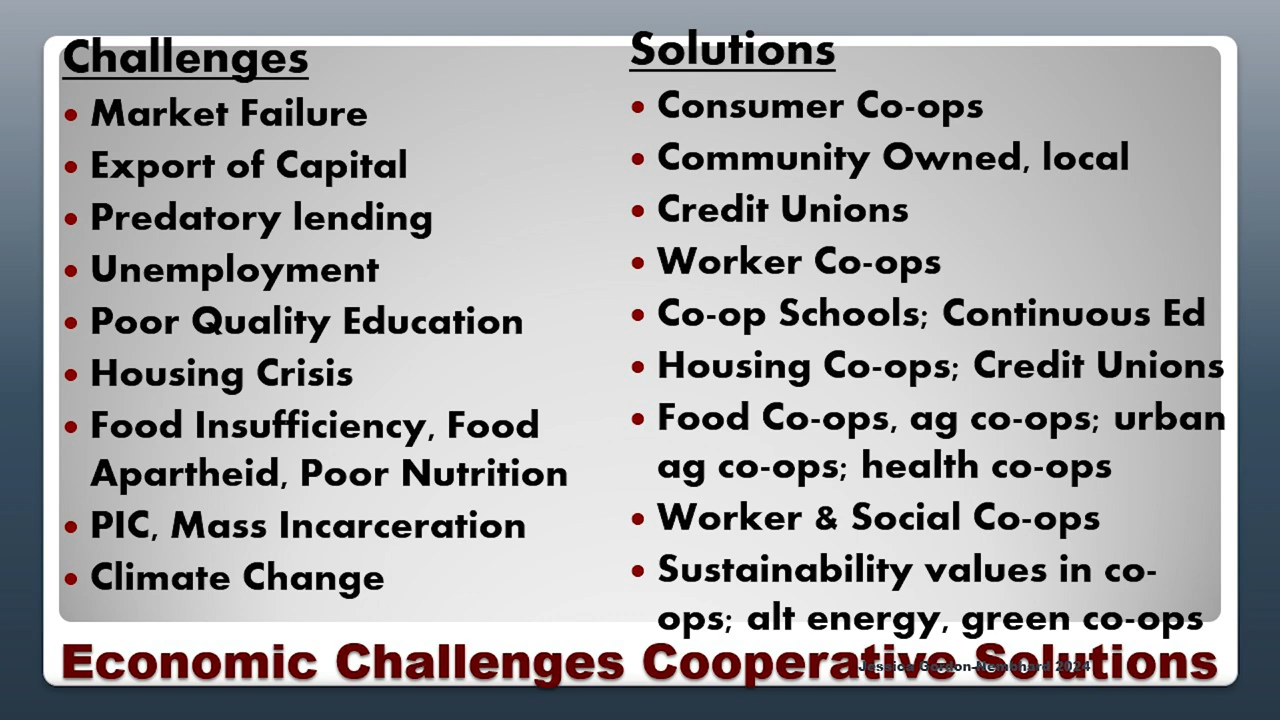 Challenges
• Market Failure
• Export of Capital
• Predatory lending
• Unemployment
• Poor Quality Education
• Housing Crisis
• Food Insufficiency, Food
Apartheid, Poor Nutrition
• PIC, Mass Incarceration
• Climate Change
Solutions
• Consumer Co-ops
• Community Owned, local
• Credit Unions
• Worker Co-ops
• Co-op Schools; Continuous Ed
• Housing Co-ops; Credit Unions
• Food Co-ops, ag co-ops; urban
ag co-ops; health co-ops
• Worker & Social Co-ops
• Sustainability values in co-
ops; alt energy, green co-ops
Economic Challenges Cooperative Solutions
Jessica Gordon-Nembhard 2024